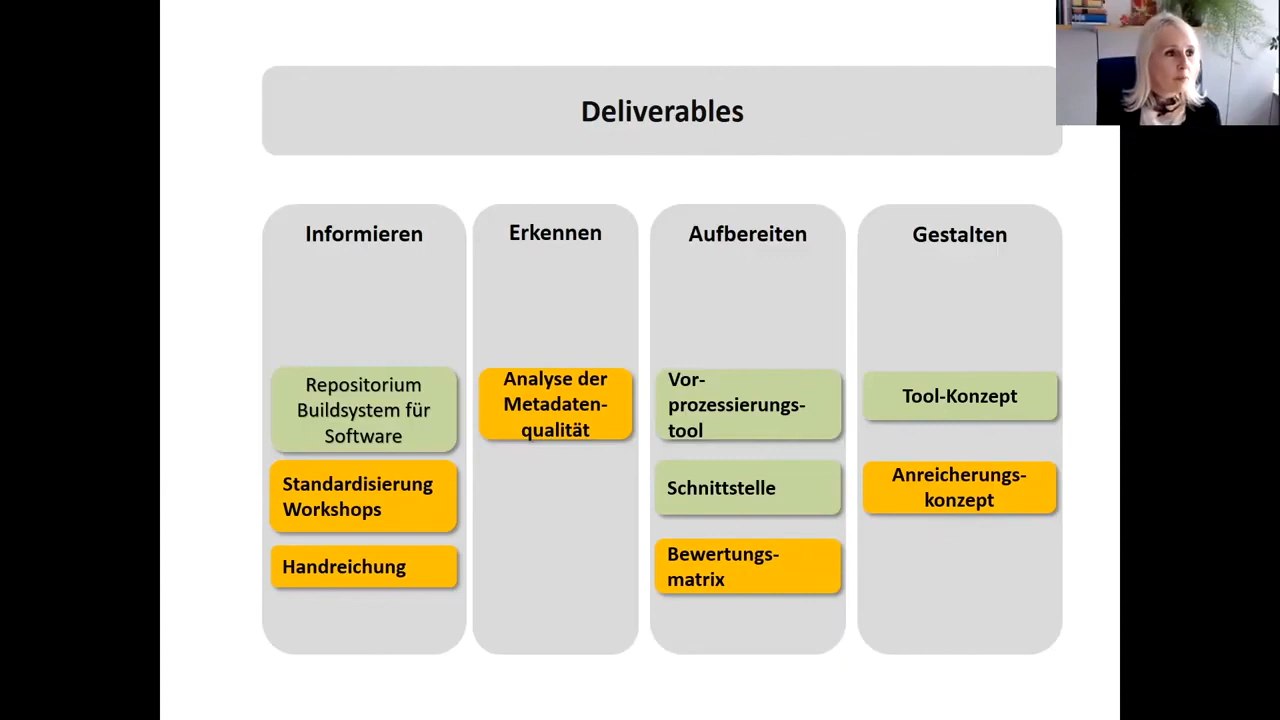 Deliverables
Informieren
Repositorium
Buildsystem für
Software
Standardisierung
Workshops
Handreichung
Erkennen
Analyse der
Metadaten-
qualität
Aufbereiten
Vor-
prozessierungs-
tool
Schnittstelle
Bewertungs-
matrix
Gestalten
Tool-Konzept
Anreicherungs-
konzept